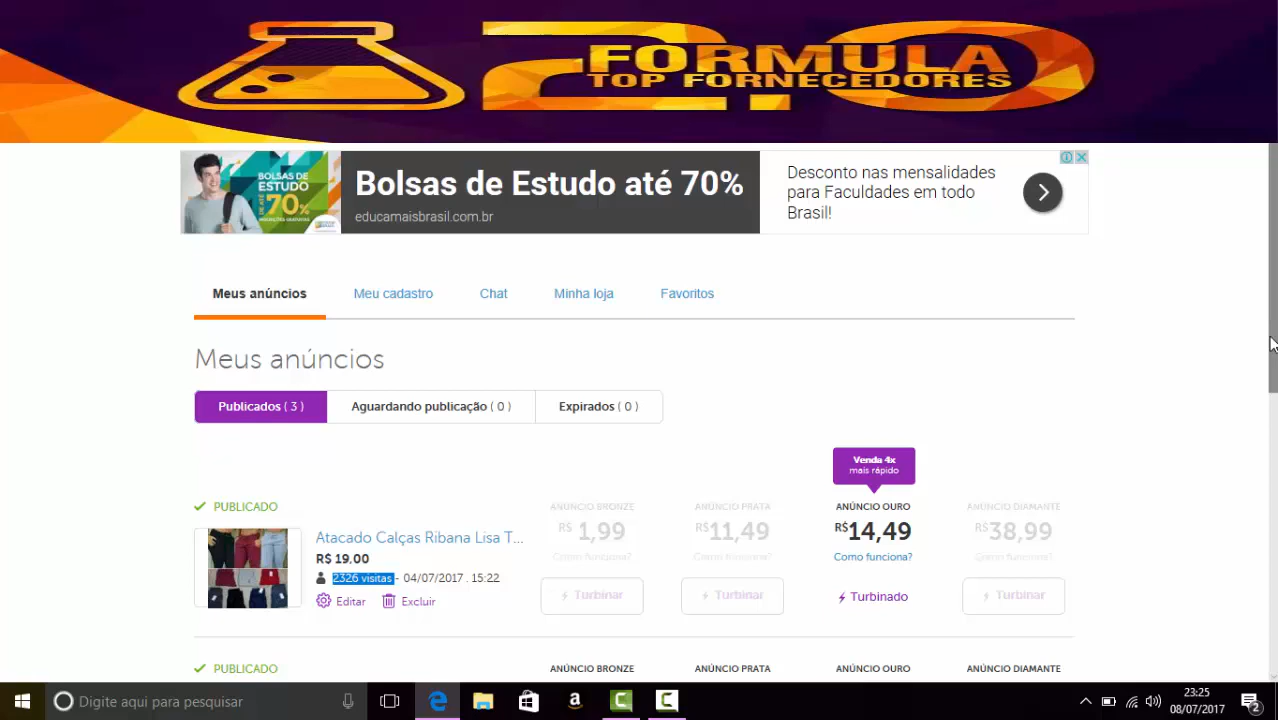 2.0
FORMULA
TOP FORNECEDORES
BOLSAS DE
ESTUDO
DE ATÉ
70%
Bolsas de Estudo até 70%
educamaisbrasil.com.br
Desconto nas mensalidades
para Faculdades em todo
Brasil!
Meus anúncios Meu cadastro Chat Minha loja Favoritos
Meus anúncios
Publicados ( 3 ) Aguardando publicação ( 0 ) Expirados ( 0 )
Venda 4x
mais rápido
PUBLICADO ANÚNCIO BRONZE ANÚNCIO PRATA ANÚNCIO OURO ANÚNCIO DIAMANTE
Atacado Calças Ribana Lisa T... R$ 1,99 R$ 11,49 R$ 14,49 R$ 38,99
R$ 19,00 Como funciona? Como funciona? Como funciona? Como funciona?
2326 visitas - 04/07/2017 . 15:22
Editar Excluir Turbinar Turbinar Turbinado Turbinar
PUBLICADO ANÚNCIO BRONZE ANÚNCIO PRATA ANÚNCIO OURO ANÚNCIO DIAMANTE
Digite aqui para pesquisar
23:25
08/07/2017
2